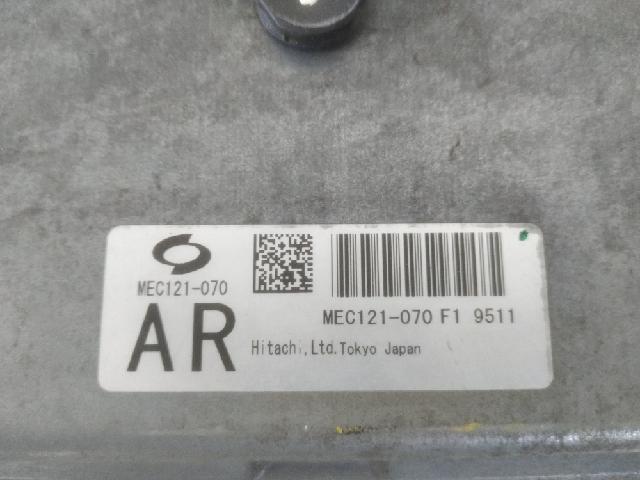 MEC121-070
AR
MEC121-070 F1 9511
Hitachi,Ltd.Tokyo Japan